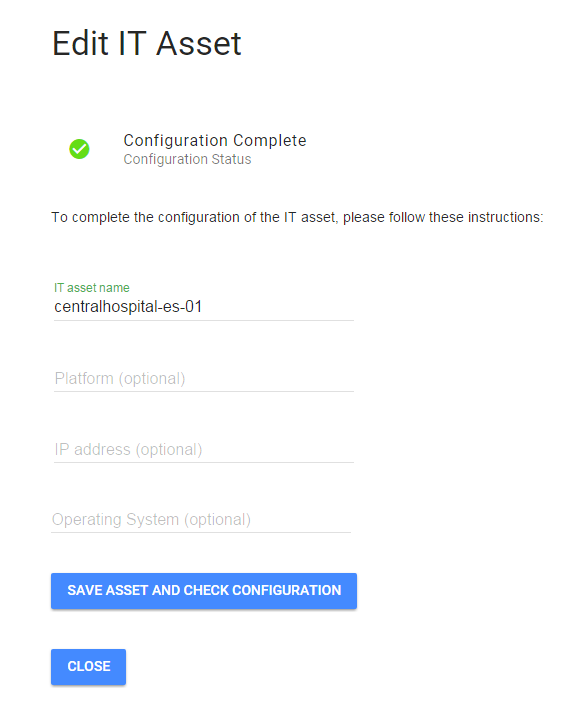 Edit IT Asset
Configuration Complete
Configuration Status
To complete the configuration of the IT asset, please follow these instructions:
IT asset name
centralhospital-es-01
Platform (optional)
IP address (optional)
Operating System (optional)
SAVE ASSET AND CHECK CONFIGURATION
CLOSE